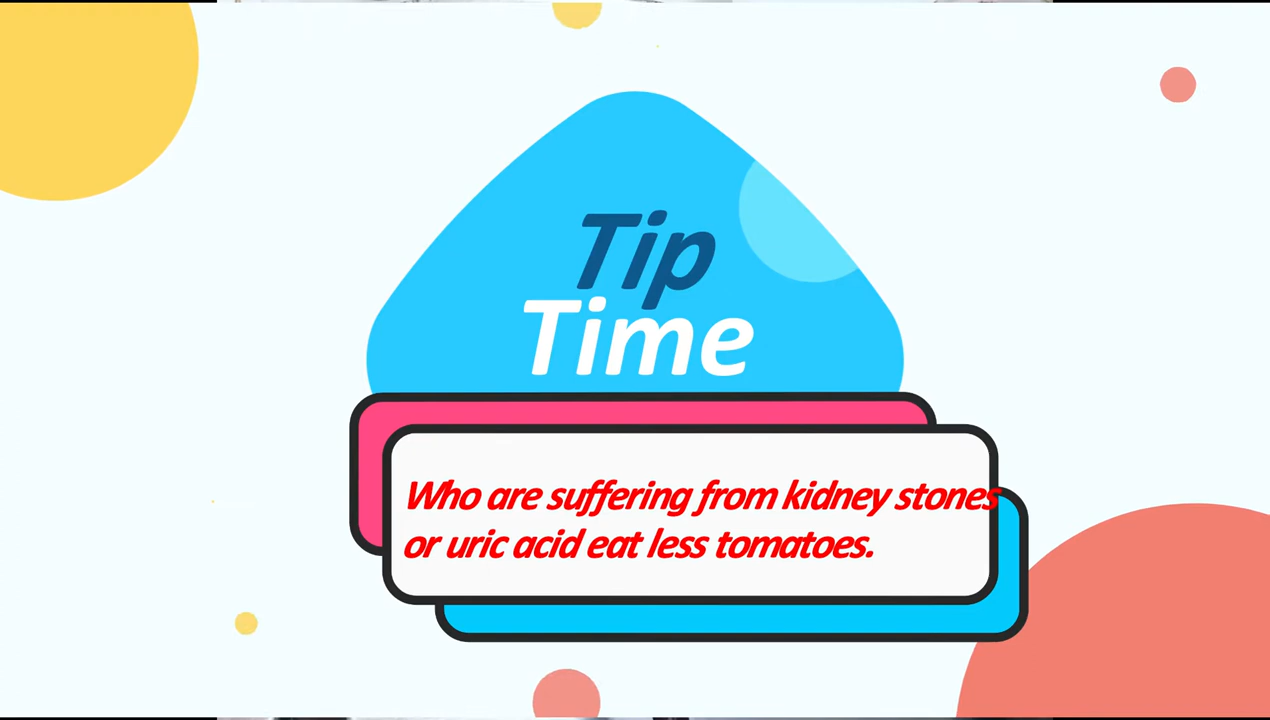 Tip
Time
Who are suffering from kidney stones
or uric acid eat less tomatoes.